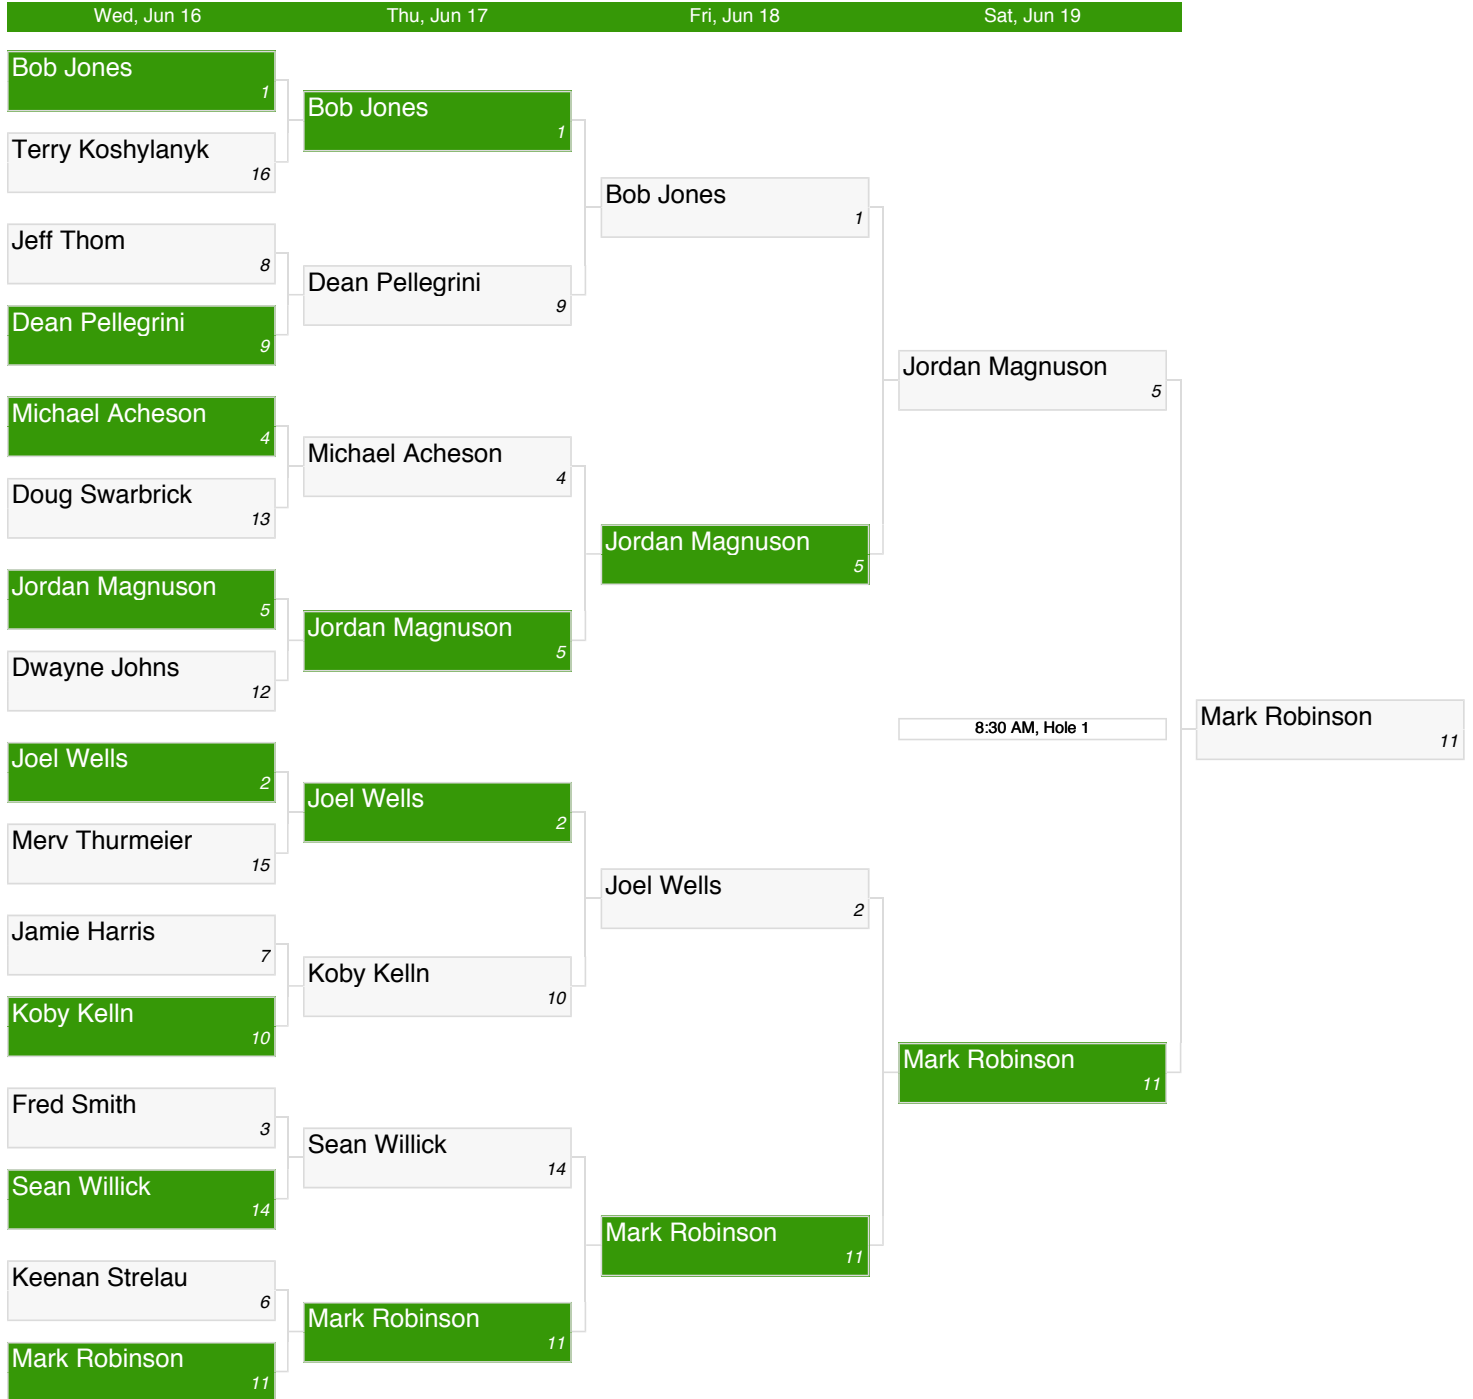 Wed, Jun 16
Thu, Jun 17
Fri, Jun 18
Sat, Jun 19
Bob Jones
1
Terry Koshylanyk
16
Jeff Thom
8
Dean Pellegrini
9
Michael Acheson
4
Doug Swarbrick
13
Jordan Magnuson
5
Dwayne Johns
12
Joel Wells
2
Merv Thurmeier
15
Jamie Harris
7
Koby Kelln
10
Fred Smith
3
Sean Willick
14
Keenan Strelau
6
Mark Robinson
11
Bob Jones
1
Dean Pellegrini
9
Michael Acheson
4
Jordan Magnuson
5
Joel Wells
2
Koby Kelln
10
Sean Willick
14
Mark Robinson
11
Bob Jones
1
Jordan Magnuson
5
Joel Wells
2
Mark Robinson
11
Jordan Magnuson
5
8:30 AM, Hole 1
Mark Robinson
11
Mark Robinson
11